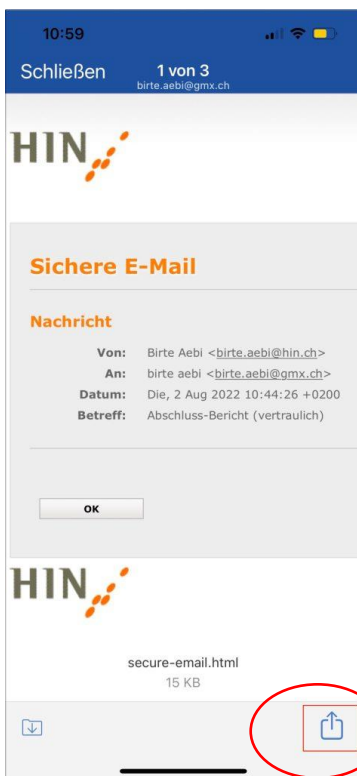 10:59
Schließen
1 von 3
birte.aebi@gmx.ch
HIN
Sichere E-Mail
Nachricht
Von: Birte Aebi <birte.aebi@hin.ch>
An: birte aebi <birte.aebi@gmx.ch>
Datum: Die, 2 Aug 2022 10:44:26 +0200
Betreff: Abschluss-Bericht (vertraulich)
OK
HIN
secure-email.html
15 KB